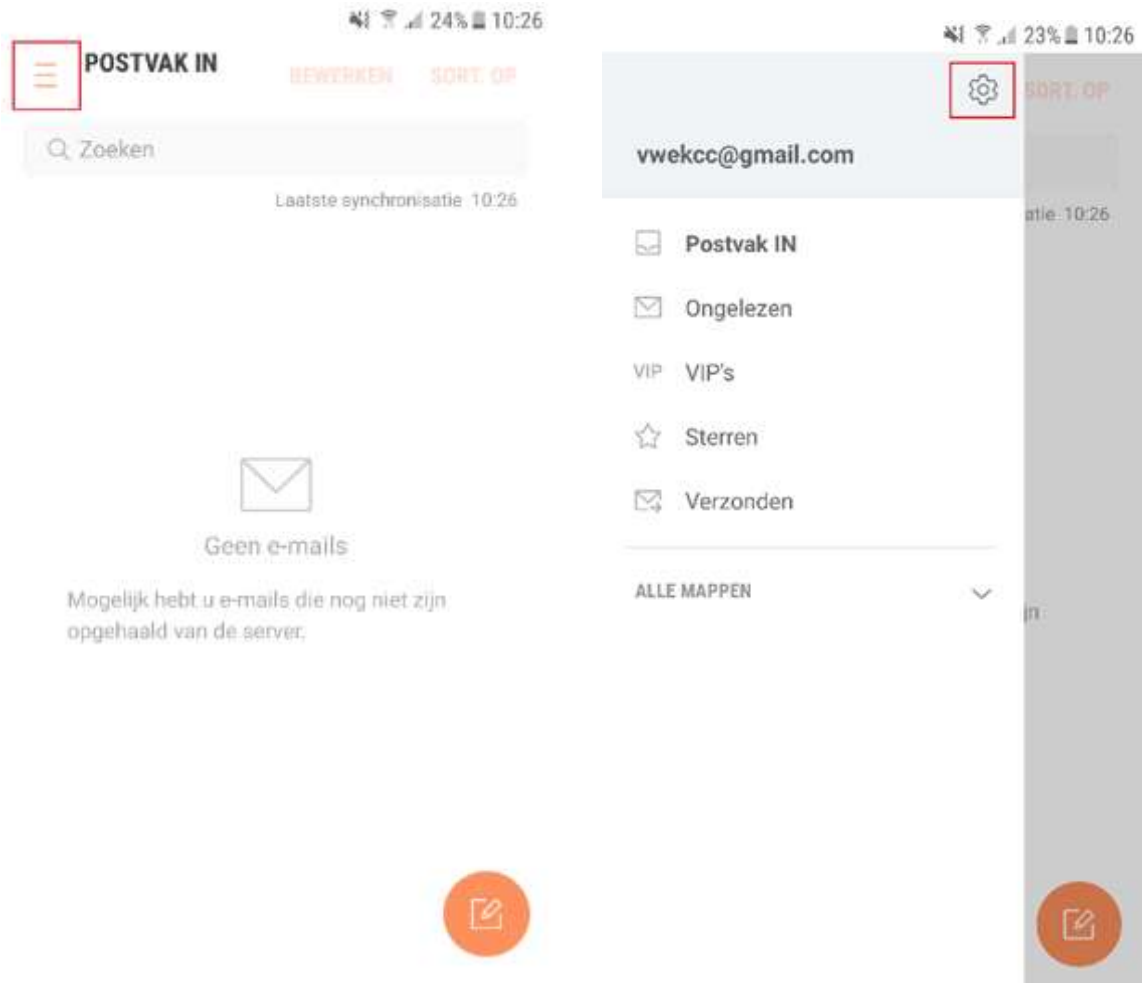 24% 10:26
POSTVAK IN
BEWERKEN SORT. OP
Zoeken
Laatste synchronisatie 10:26
Geen e-mails
Mogelijk hebt u e-mails die nog niet zijn
opgehaald van de server.
23% 10:26
SORT. OP
vwekcc@gmail.com
atie 10:26
Postvak IN
Ongelezen
VIP VIP's
Sterren
Verzonden
ALLE MAPPEN
jn